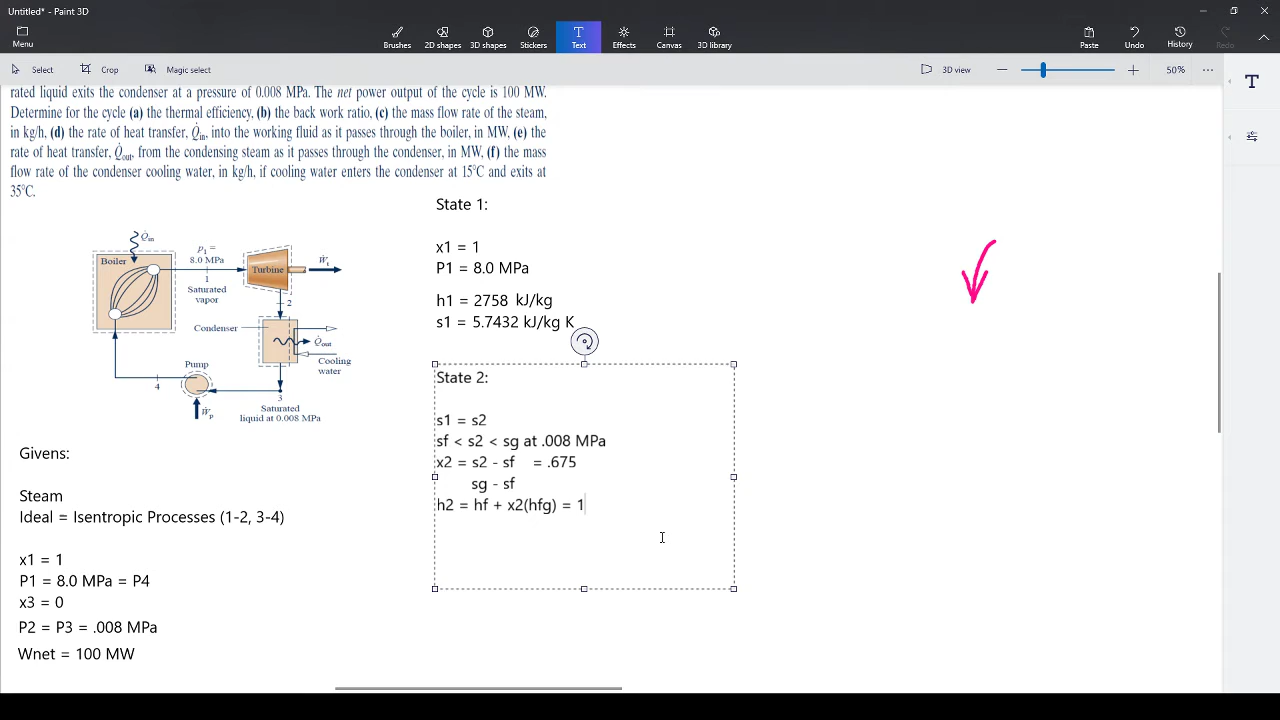 Untitled* - Paint 3D
Menu
Brushes
2D shapes
3D shapes
Stickers
Text
Effects
Canvas
3D library
Paste
Undo
History
Redo
Select
Crop
Magic select
3D view
50%
rated liquid exits the condenser at a pressure of 0.008 MPa. The net power output of the cycle is 100 MW.
Determine for the cycle (a) the thermal efficiency, (b) the back work ratio, (c) the mass flow rate of the steam,
in kg/h, (d) the rate of heat transfer, Q̇in, into the working fluid as it passes through the boiler, in MW, (e) the
rate of heat transfer, Q̇out, from the condensing steam as it passes through the condenser, in MW, (f) the mass
flow rate of the condenser cooling water, in kg/h, if cooling water enters the condenser at 15°C and exits at
35°C.
Q̇in
Boiler
p1 =
8.0 MPa
1
Saturated
vapor
Turbine
Ẇt
2
Condenser
Q̇out
Cooling
water
Pump
4
Ẇp
3
Saturated
liquid at 0.008 MPa
Givens:
Steam
Ideal = Isentropic Processes (1-2, 3-4)
x1 = 1
P1 = 8.0 MPa = P4
x3 = 0
P2 = P3 = .008 MPa
Wnet = 100 MW
State 1:
x1 = 1
P1 = 8.0 MPa
h1 = 2758 kJ/kg
s1 = 5.7432 kJ/kg K
State 2:
s1 = s2
sf < s2 < sg at .008 MPa
x2 = s2 - sf = .675
sg - sf
h2 = hf + x2(hfg) = 1
T